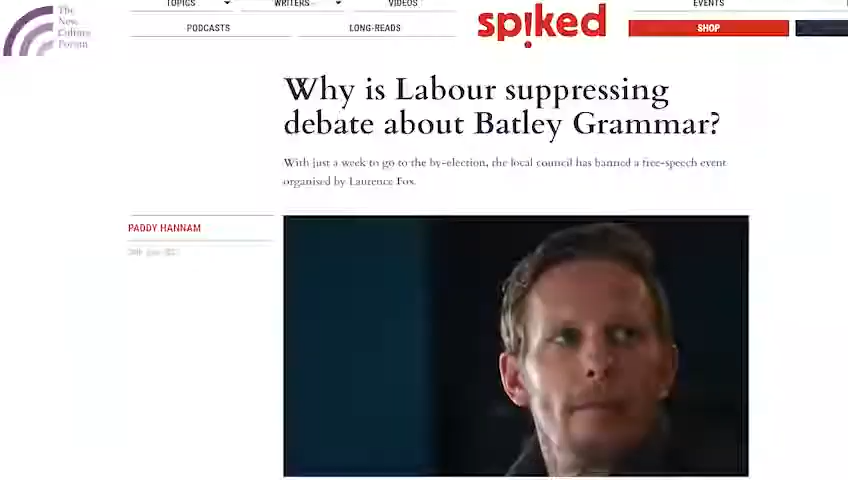 The
New
Culture
Forum
TOPICS
WRITERS
VIDEOS
EVENTS
PODCASTS
LONG-READS
spiked
SHOP
Why is Labour suppressing
debate about Batley Grammar?
With just a week to go to the by-election, the local council has banned a free-speech event
organised by Laurence Fox.
PADDY HANNAM